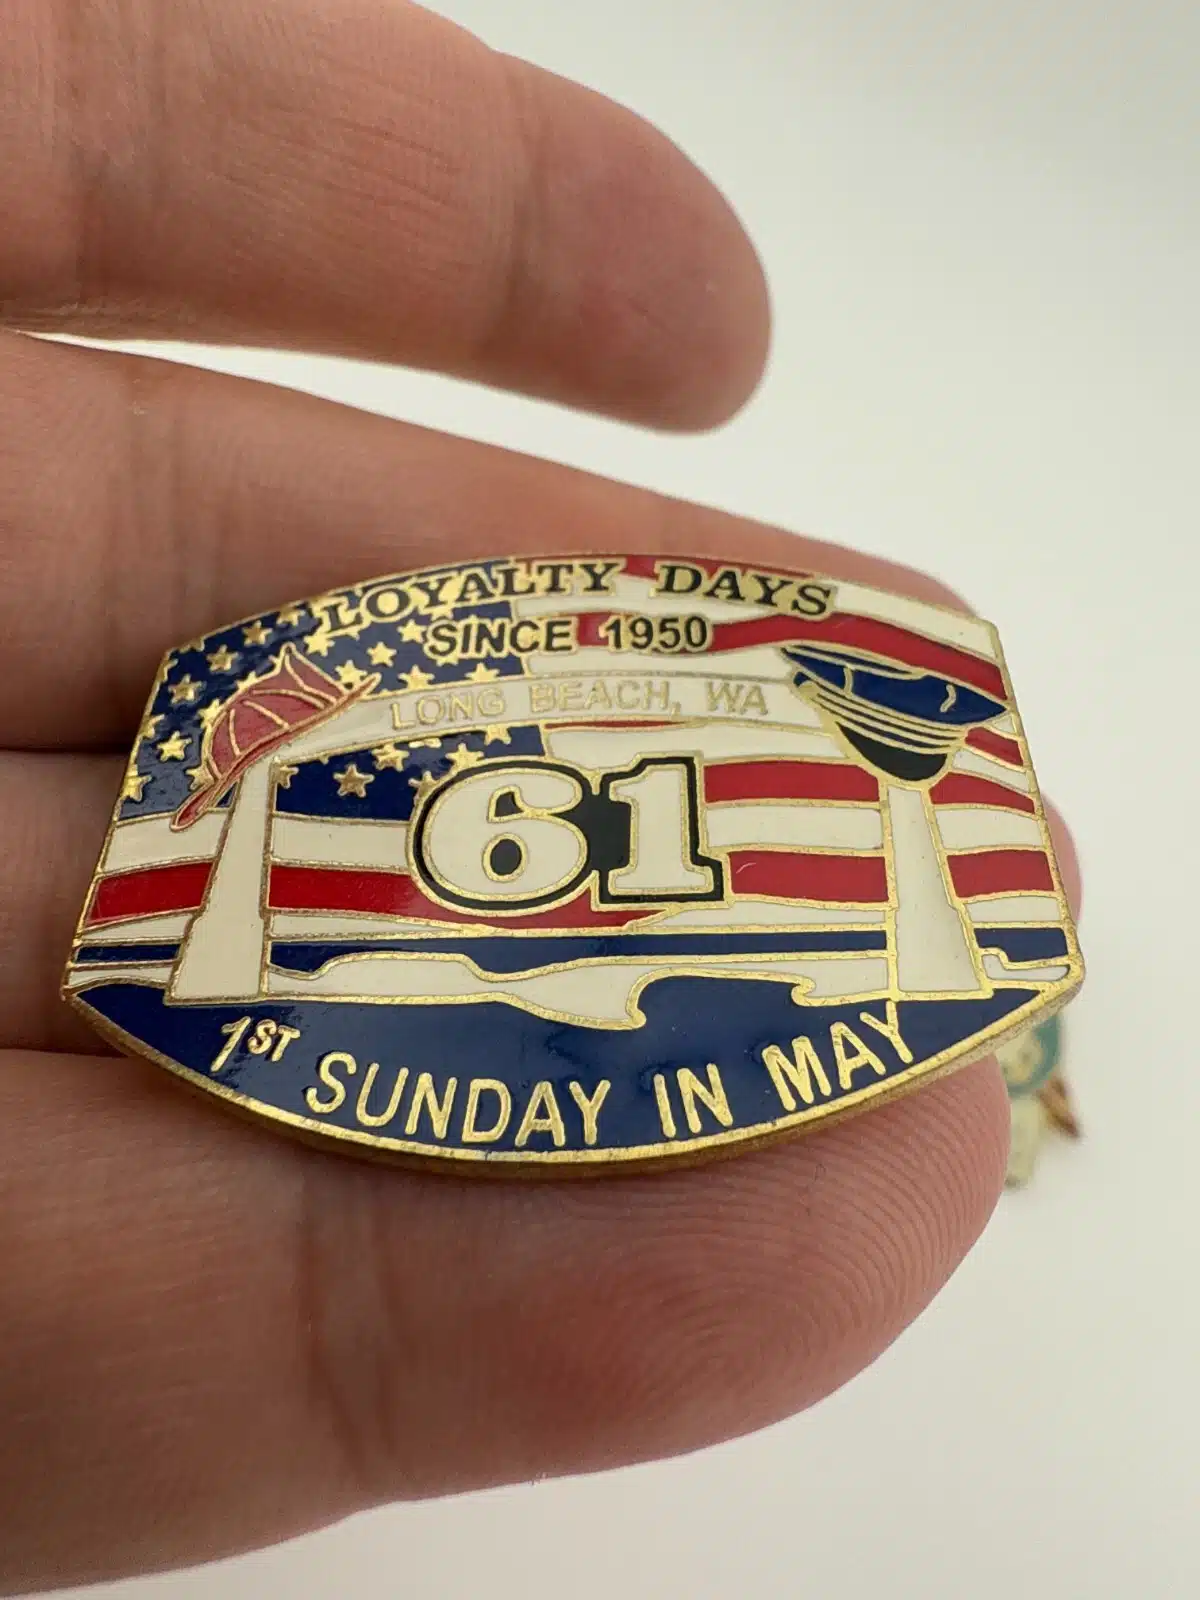 LOYALTY DAYS
SINCE 1950
LONG BEACH, WA
61
1ST SUNDAY IN MAY